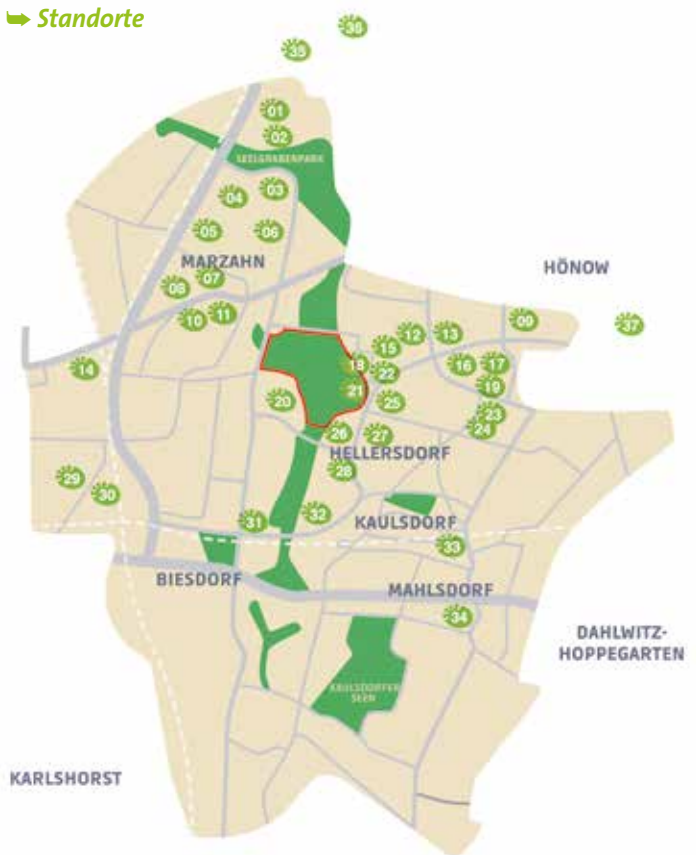 Standorte
36
35
01
02
SEELGRABENPARK
03
04
05
06
MARZAHN
HÖNOW
07
08
11
10
09
37
12
13
15
14
18
16
17
22
19
21
20
25
23
24
26
27
HELLERSDORF
28
29
30
32
31
KAULSDORF
33
BIESDORF
MAHLSDORF
34
DAHLWITZ-
HOPPEGARTEN
KAULSDORFER
SEEN
KARLSHORST